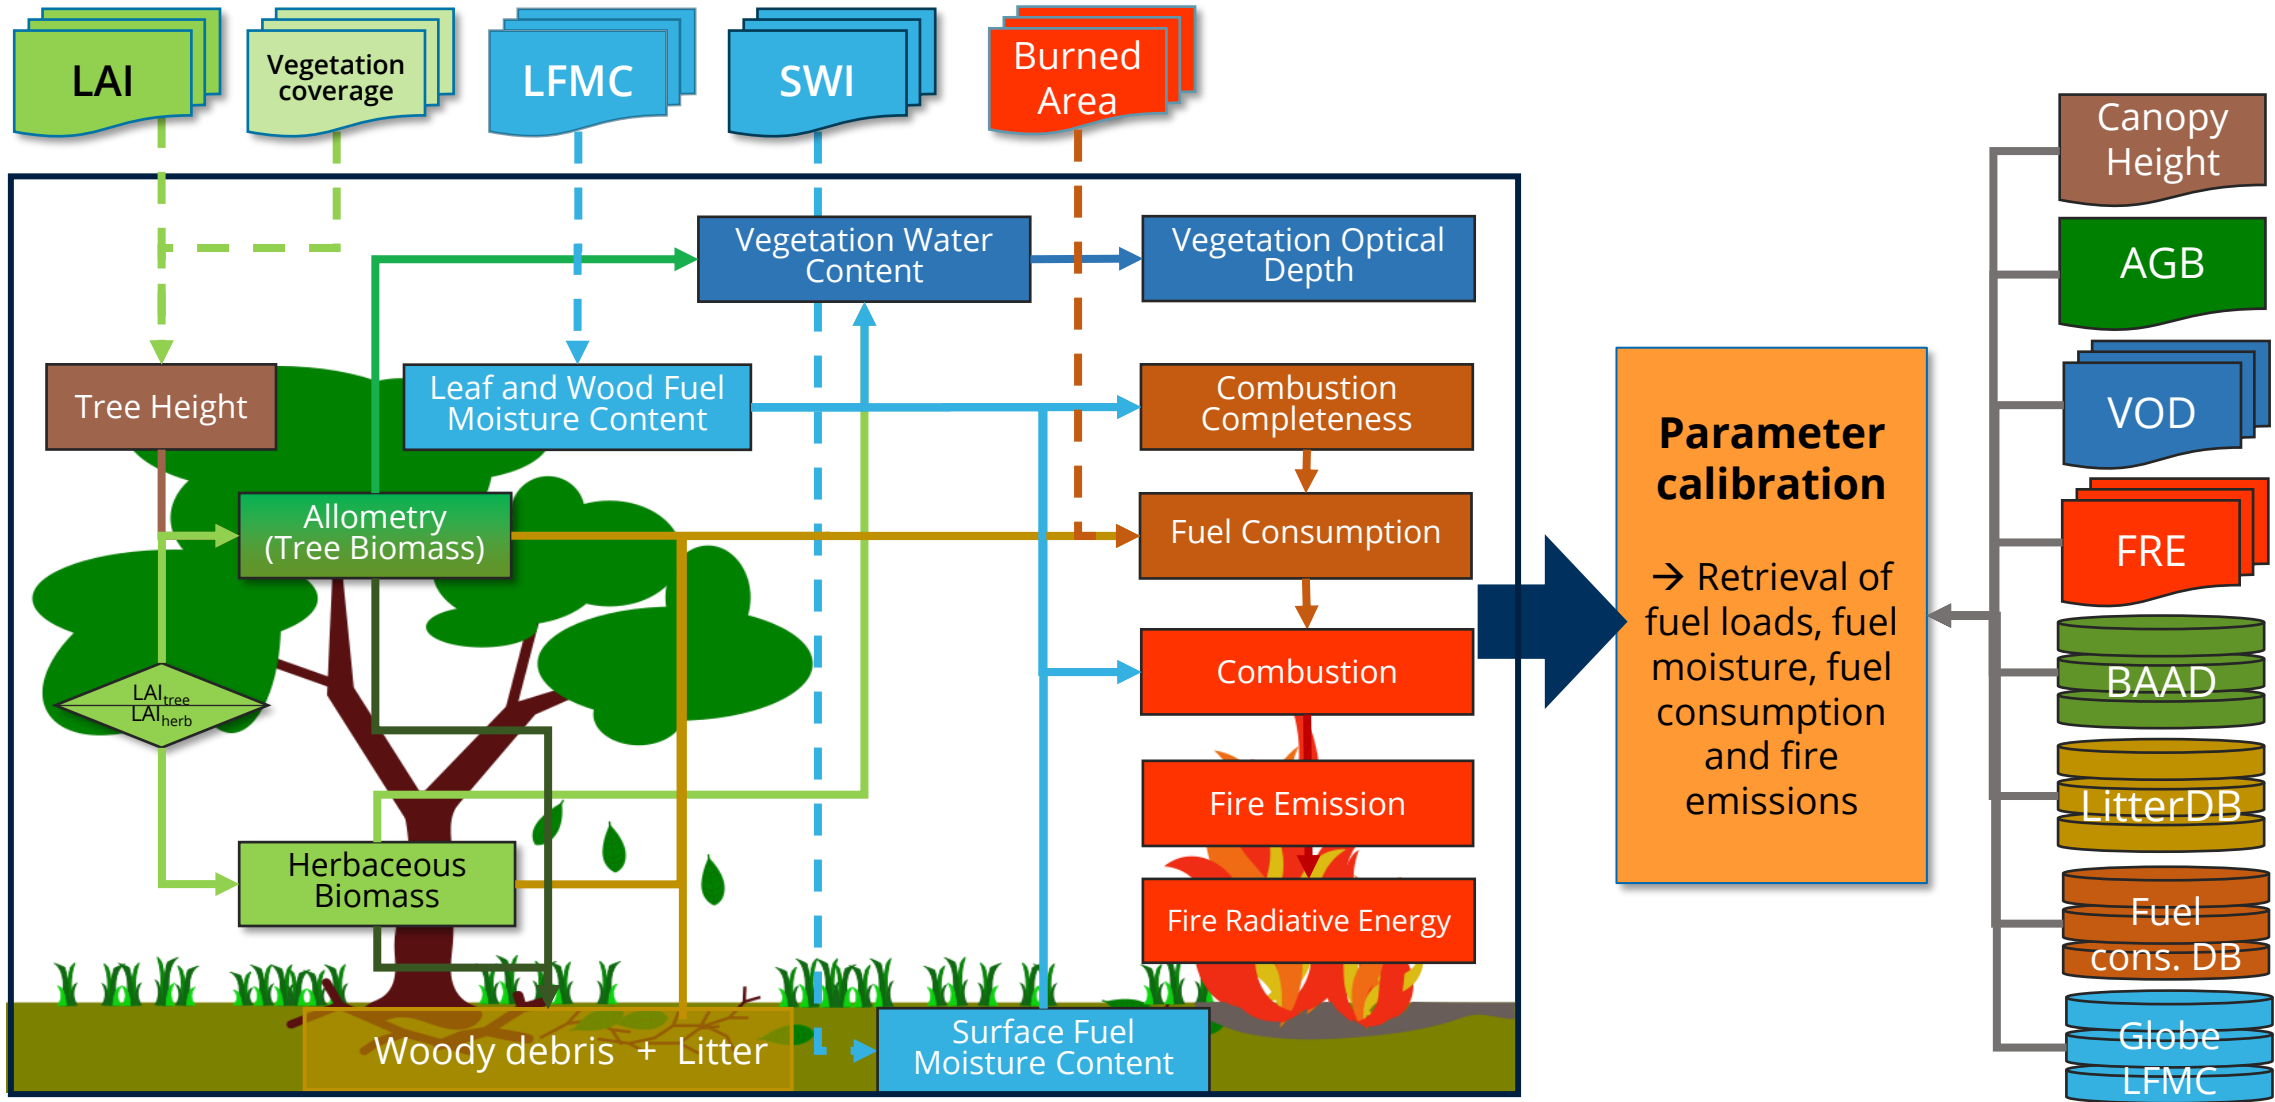 LAI
Vegetation
coverage
LFMC
SWI
Burned
Area
Canopy
Height
AGB
VOD
FRE
BAAD
LitterDB
Fuel
cons. DB
Globe
LFMC
Vegetation Water
Content
Vegetation Optical
Depth
Tree Height
Leaf and Wood Fuel
Moisture Content
Combustion
Completeness
Allometry
(Tree Biomass)
Fuel Consumption
LAItree
LAIherb
Combustion
Fire Emission
Herbaceous
Biomass
Fire Radiative Energy
Woody debris + Litter
Surface Fuel
Moisture Content
Parameter
calibration
→ Retrieval of
fuel loads, fuel
moisture, fuel
consumption
and fire
emissions